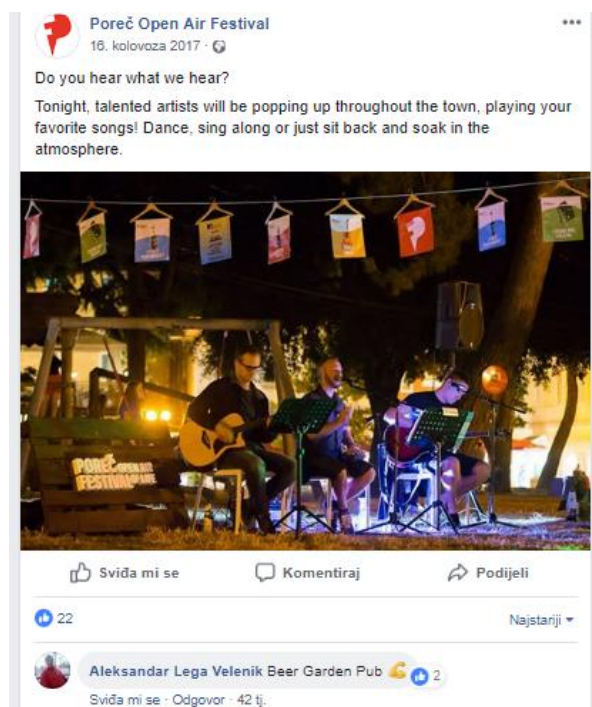 Poreč Open Air Festival
16. kolovoza 2017
Do you hear what we hear?
Tonight, talented artists will be popping up throughout the town, playing your
favorite songs! Dance, sing along or just sit back and soak in the
atmosphere.
POREČ OPEN AIR
FESTIVAL OF LIFE
Sviđa mi se Komentiraj Podijeli
22
Najstariji
Aleksandar Lega Velenik Beer Garden Pub 💪 2
Sviđa mi se · Odgovor · 42 tj.